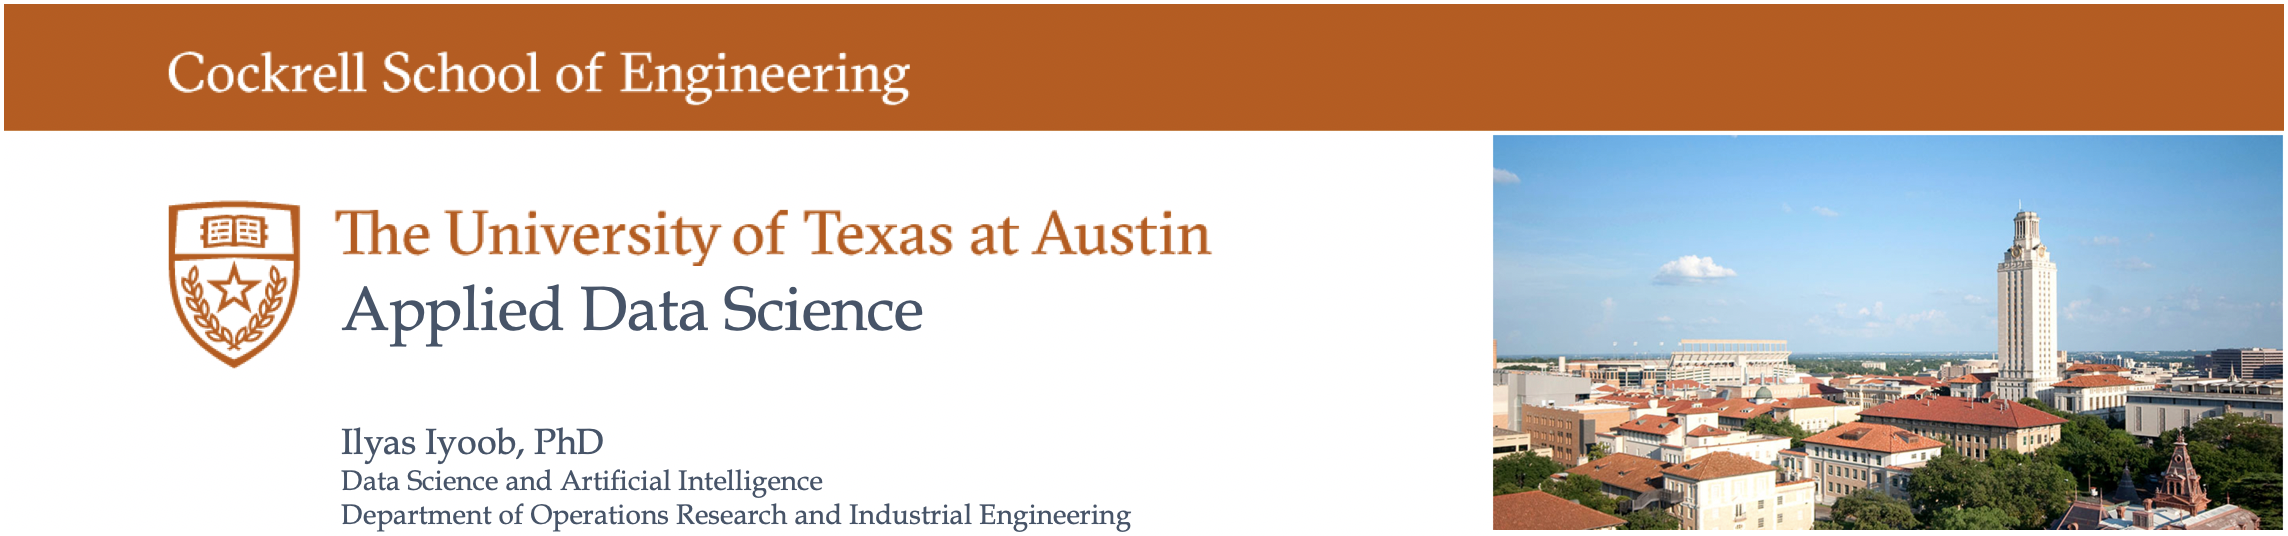 Cockrell School of Engineering
The University of Texas at Austin
Applied Data Science
Ilyas Iyoob, PhD
Data Science and Artificial Intelligence
Department of Operations Research and Industrial Engineering